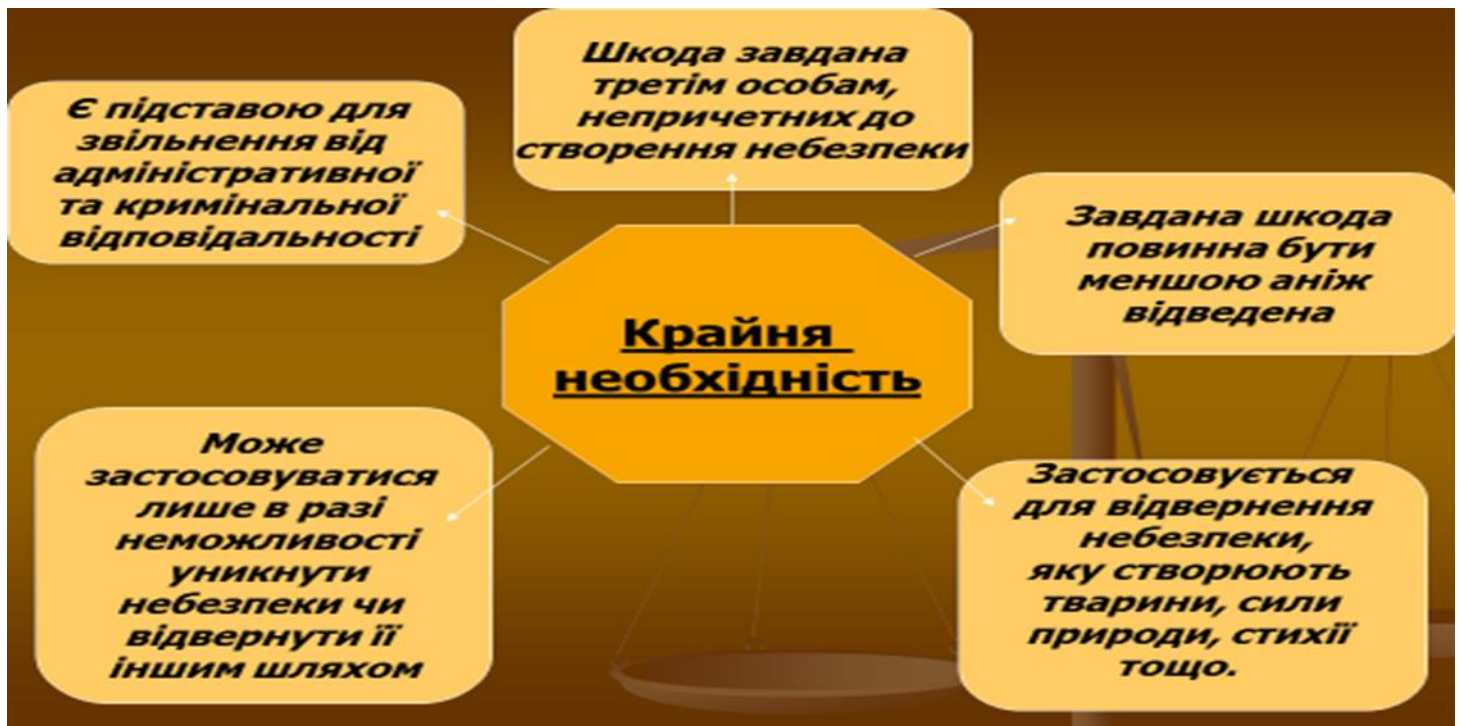 Шкода завдана
третім особам,
непричетних до
створення небезпеки
Є підставою для
звільнення від
адміністративної
та кримінальної
відповідальності
Завдана шкода
повинна бути
меншою аніж
відведена
Крайня
необхідність
Може
застосовуватися
лише в разі
неможливості
уникнути
небезпеки чи
відвернути її
іншим шляхом
Застосовується
для відвернення
небезпеки,
яку створюють
тварини, сили
природи, стихії
тощо.